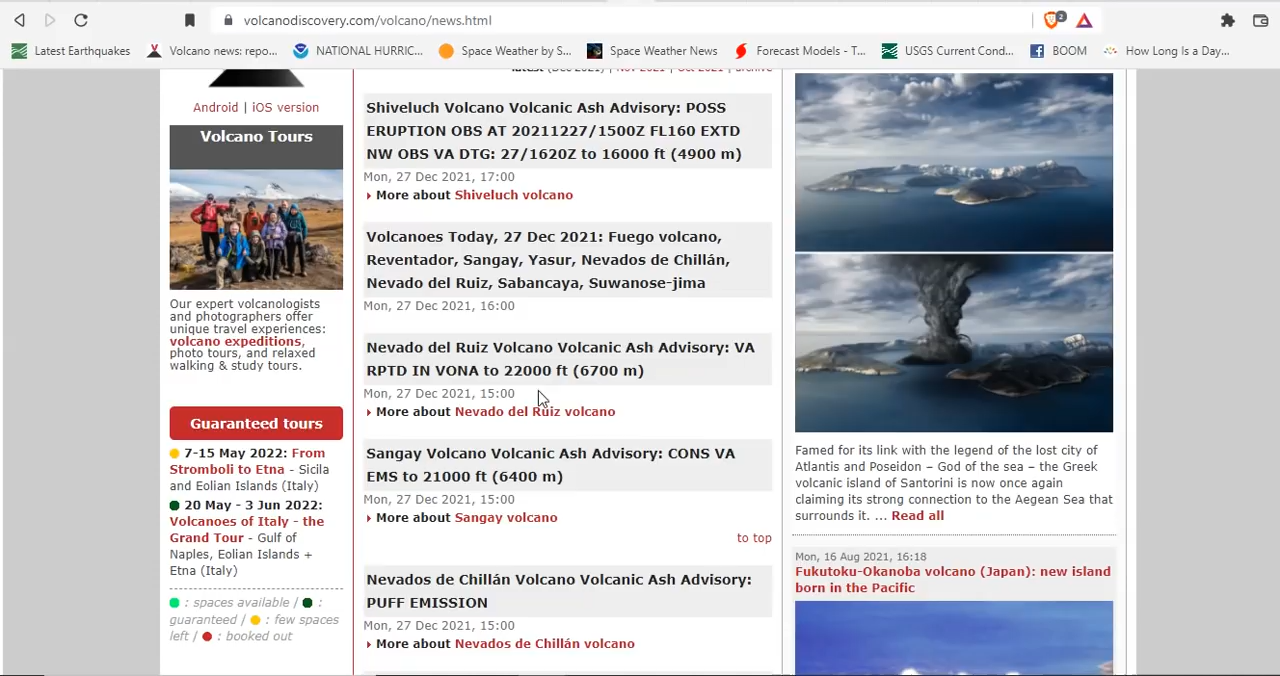 volcanodiscovery.com/volcano/news.html
2
Latest Earthquakes
Volcano news: repo...
NATIONAL HURRIC...
Space Weather by S...
Space Weather News
Forecast Models - T...
USGS Current Cond...
BOOM
How Long Is a Day...
Android | iOS version
Volcano Tours
Our expert volcanologists
and photographers offer
unique travel experiences:
volcano expeditions,
photo tours, and relaxed
walking & study tours.
Guaranteed tours
7-15 May 2022: From
Stromboli to Etna - Sicila
and Eolian Islands (Italy)
20 May - 3 Jun 2022:
Volcanoes of Italy - the
Grand Tour - Gulf of
Naples, Eolian Islands +
Etna (Italy)
: spaces available / :
guaranteed / : few spaces
left / : booked out
latest (Dec 2021) | Nov 2021 | Oct 2021 | archive
Shiveluch Volcano Volcanic Ash Advisory: POSS
ERUPTION OBS AT 20211227/1500Z FL160 EXTD
NW OBS VA DTG: 27/1620Z to 16000 ft (4900 m)
Mon, 27 Dec 2021, 17:00
More about Shiveluch volcano
Volcanoes Today, 27 Dec 2021: Fuego volcano,
Reventador, Sangay, Yasur, Nevados de Chillán,
Nevado del Ruiz, Sabancaya, Suwanose-jima
Mon, 27 Dec 2021, 16:00
Nevado del Ruiz Volcano Volcanic Ash Advisory: VA
RPTD IN VONA to 22000 ft (6700 m)
Mon, 27 Dec 2021, 15:00
More about Nevado del Ruiz volcano
Sangay Volcano Volcanic Ash Advisory: CONS VA
EMS to 21000 ft (6400 m)
Mon, 27 Dec 2021, 15:00
More about Sangay volcano
to top
Nevados de Chillán Volcano Volcanic Ash Advisory:
PUFF EMISSION
Mon, 27 Dec 2021, 15:00
More about Nevados de Chillán volcano
Famed for its link with the legend of the lost city of
Atlantis and Poseidon – God of the sea – the Greek
volcanic island of Santorini is now once again
claiming its strong connection to the Aegean Sea that
surrounds it. ... Read all
Mon, 16 Aug 2021, 16:18
Fukutoku-Okanoba volcano (Japan): new island
born in the Pacific